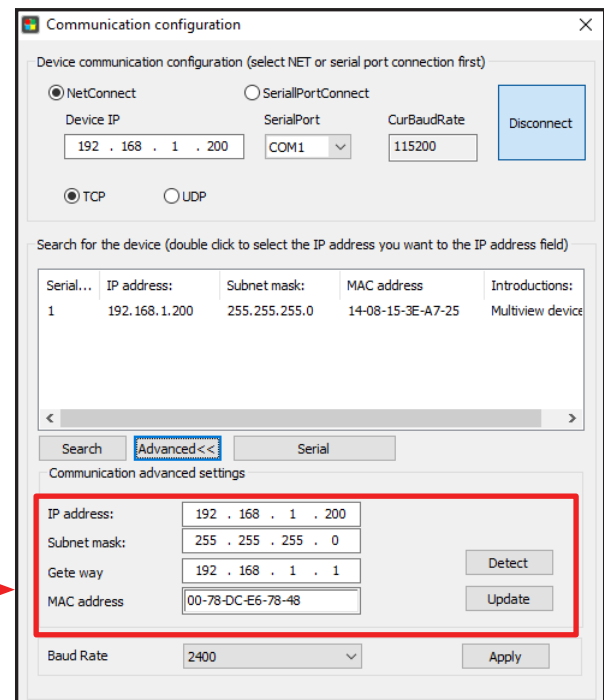 Communication configuration
Device communication configuration (select NET or serial port connection first)
NetConnect SeriallPortConnect
Device IP SerialPort CurBaudRate
192 . 168 . 1 . 200 COM1 115200 Disconnect
TCP UDP
Search for the device (double click to select the IP address you want to the IP address field)
Serial... IP address: Subnet mask: MAC address Introductions:
1 192.168.1.200 255.255.255.0 14-08-15-3E-A7-25 Multiview device
Search Advanced<< Serial
Communication advanced settings
IP address: 192 . 168 . 1 . 200
Subnet mask: 255 . 255 . 255 . 0
Gete way 192 . 168 . 1 . 1 Detect
MAC address 00-78-DC-E6-78-48 Update
Baud Rate 2400 Apply